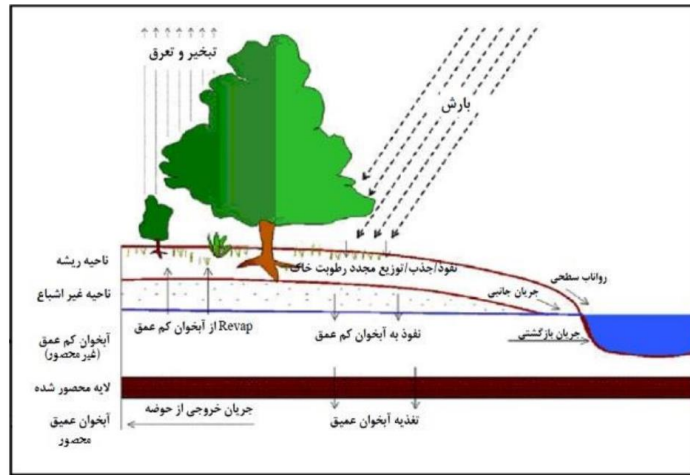 تبخیر و تعرق
بارش
ناحیه ریشه
نفوذ/جذب/توزیع مجدد رطوبت خاک
ناحیه غیر اشباع
جریان جانبی
رواناب سطحی
آبخوان کم عمق
(غیر محصور)
Revap از آبخوان کم عمق
نفوذ به آبخوان کم عمق
جریان بازگشتی
لایه محصور شده
آبخوان عمیق
محصور
جریان خروجی از حوضه
تغذیه آبخوان عمیق